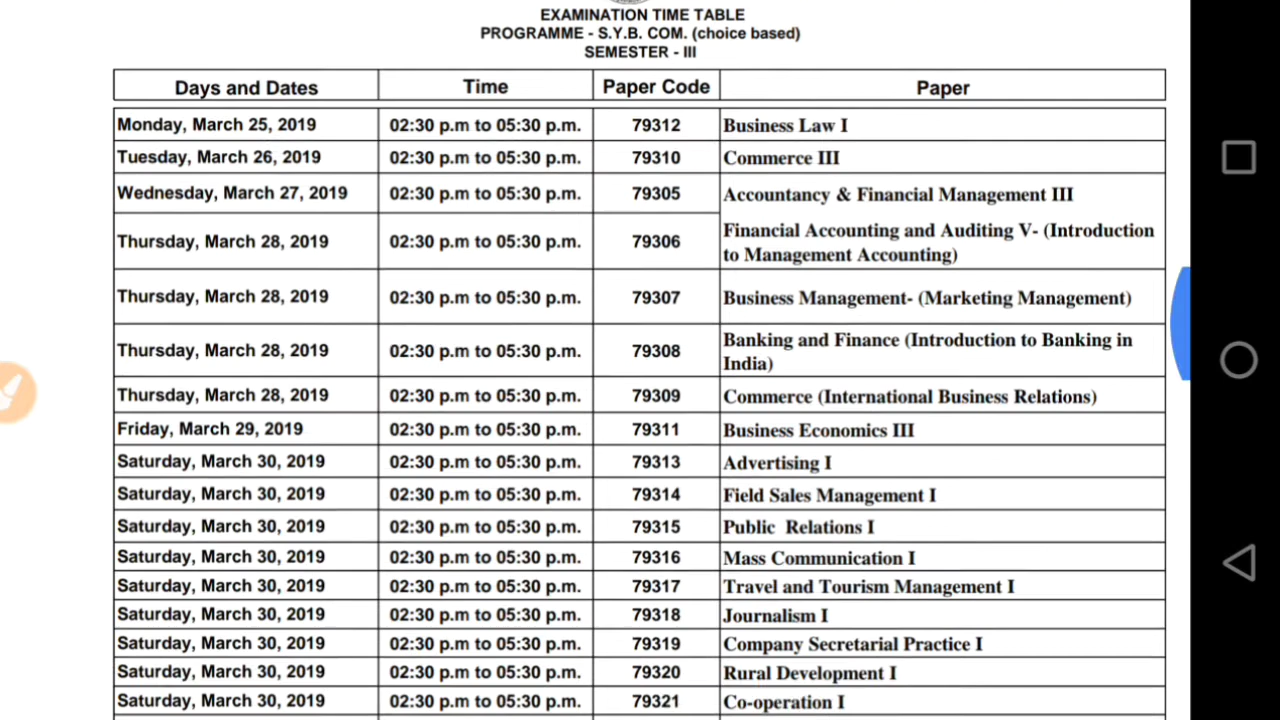 EXAMINATION TIME TABLE
PROGRAMME - S.Y.B. COM. (choice based)
SEMESTER - III
Days and Dates Time Paper Code Paper
Monday, March 25, 2019 02:30 p.m to 05:30 p.m. 79312 Business Law I
Tuesday, March 26, 2019 02:30 p.m to 05:30 p.m. 79310 Commerce III
Wednesday, March 27, 2019 02:30 p.m to 05:30 p.m. 79305 Accountancy & Financial Management III
Thursday, March 28, 2019 02:30 p.m to 05:30 p.m. 79306 Financial Accounting and Auditing V- (Introduction
to Management Accounting)
Thursday, March 28, 2019 02:30 p.m to 05:30 p.m. 79307 Business Management- (Marketing Management)
Thursday, March 28, 2019 02:30 p.m to 05:30 p.m. 79308 Banking and Finance (Introduction to Banking in
India)
Thursday, March 28, 2019 02:30 p.m to 05:30 p.m. 79309 Commerce (International Business Relations)
Friday, March 29, 2019 02:30 p.m to 05:30 p.m. 79311 Business Economics III
Saturday, March 30, 2019 02:30 p.m to 05:30 p.m. 79313 Advertising I
Saturday, March 30, 2019 02:30 p.m to 05:30 p.m. 79314 Field Sales Management I
Saturday, March 30, 2019 02:30 p.m to 05:30 p.m. 79315 Public Relations I
Saturday, March 30, 2019 02:30 p.m to 05:30 p.m. 79316 Mass Communication I
Saturday, March 30, 2019 02:30 p.m to 05:30 p.m. 79317 Travel and Tourism Management I
Saturday, March 30, 2019 02:30 p.m to 05:30 p.m. 79318 Journalism I
Saturday, March 30, 2019 02:30 p.m to 05:30 p.m. 79319 Company Secretarial Practice I
Saturday, March 30, 2019 02:30 p.m to 05:30 p.m. 79320 Rural Development I
Saturday, March 30, 2019 02:30 p.m to 05:30 p.m. 79321 Co-operation I